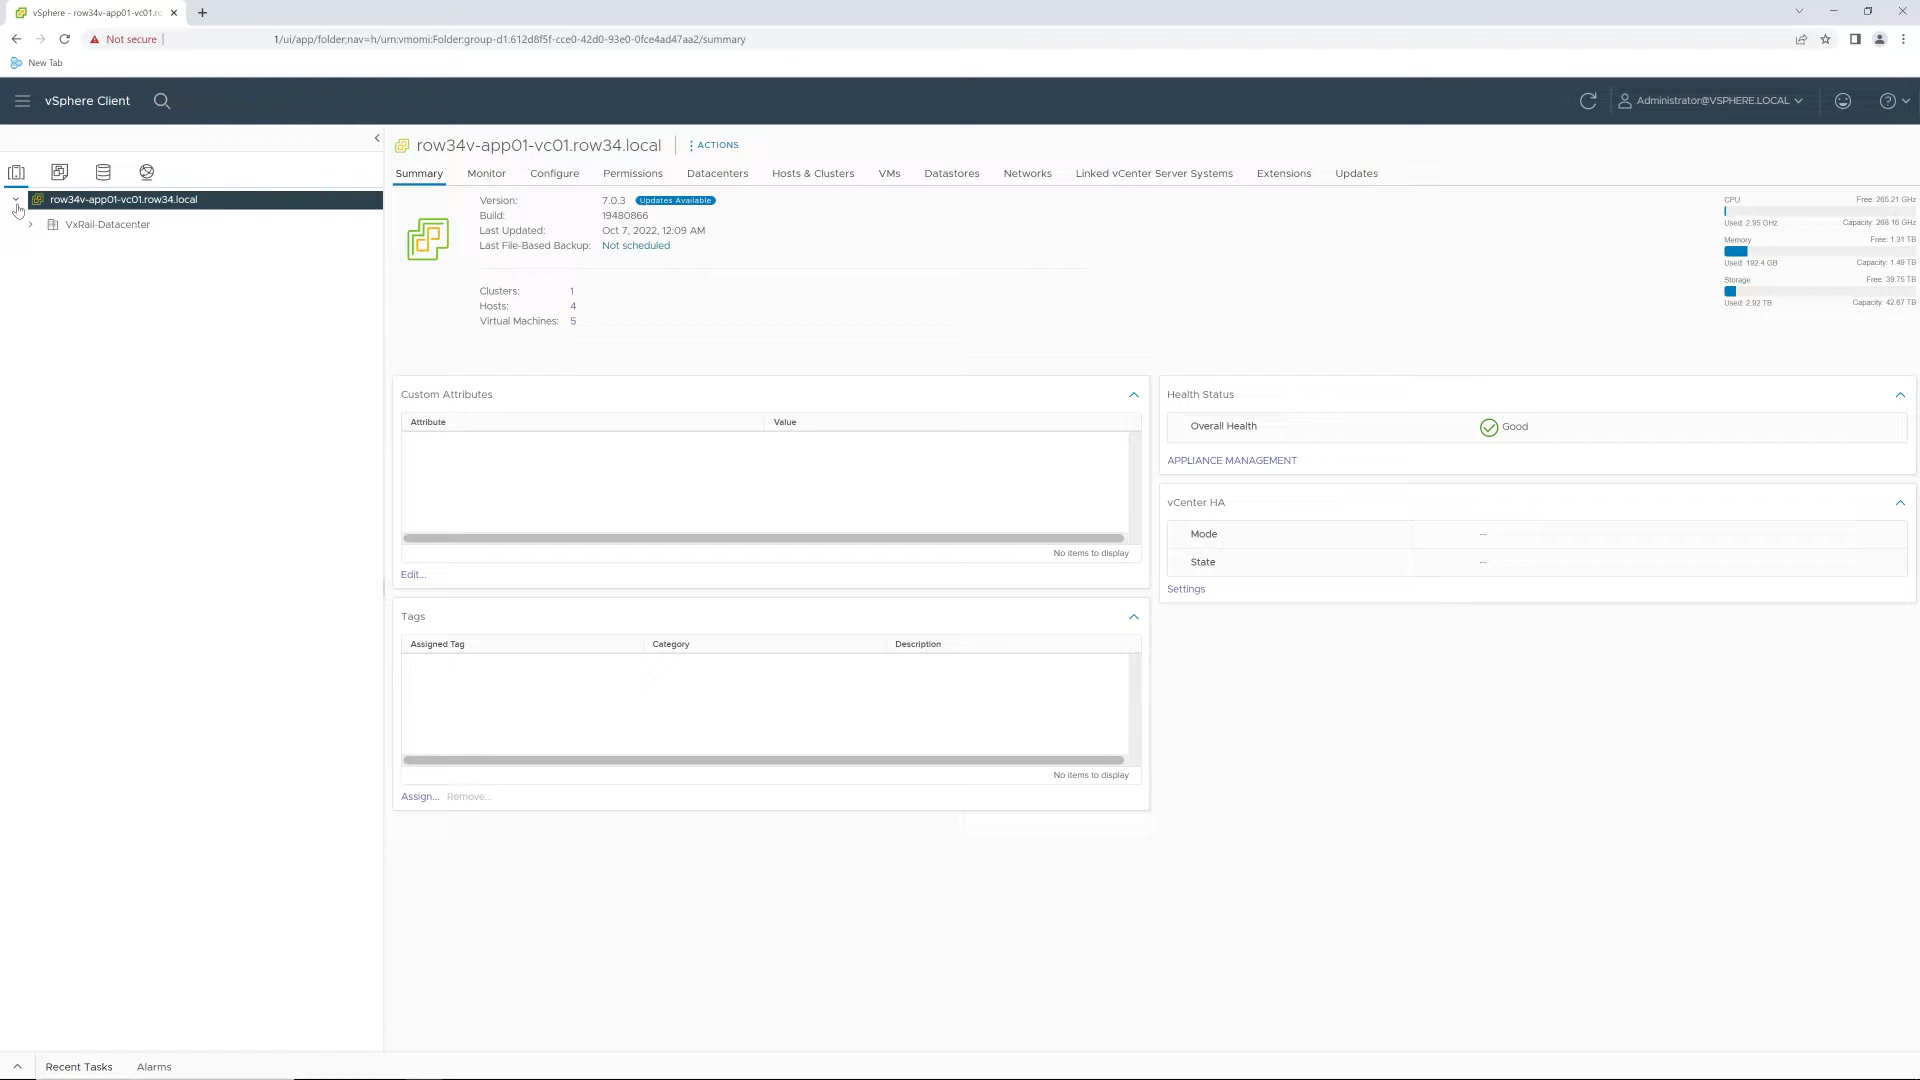 vSphere - row34v-app01-vc01.ro
Not secure
1/ui/app/folder;nav=h/urn:vmomi:Folder:group-d1:612d8f5f-cce0-42d0-93e0-0fce4ad47aa2/summary
New Tab
vSphere Client
Administrator@VSPHERE.LOCAL
row34v-app01-vc01.row34.local
VxRail-Datacenter
row34v-app01-vc01.row34.local
ACTIONS
Summary Monitor Configure Permissions Datacenters Hosts & Clusters VMs Datastores Networks Linked vCenter Server Systems Extensions Updates
Version: 7.0.3 Updates Available
Build: 19480866
Last Updated: Oct 7, 2022, 12:09 AM
Last File-Based Backup: Not scheduled
Clusters: 1
Hosts: 4
Virtual Machines: 5
CPU Free: 265.21 GHz
Used: 2.95 GHz Capacity: 268.16 GHz
Memory Free: 1.31 TB
Used: 192.4 GB Capacity: 1.49 TB
Storage Free: 39.75 TB
Used: 2.92 TB Capacity: 42.67 TB
Custom Attributes
Attribute Value
No items to display
Edit...
Tags
Assigned Tag Category Description
No items to display
Assign... Remove...
Health Status
Overall Health Good
APPLIANCE MANAGEMENT
vCenter HA
Mode --
State --
Settings
Recent Tasks Alarms